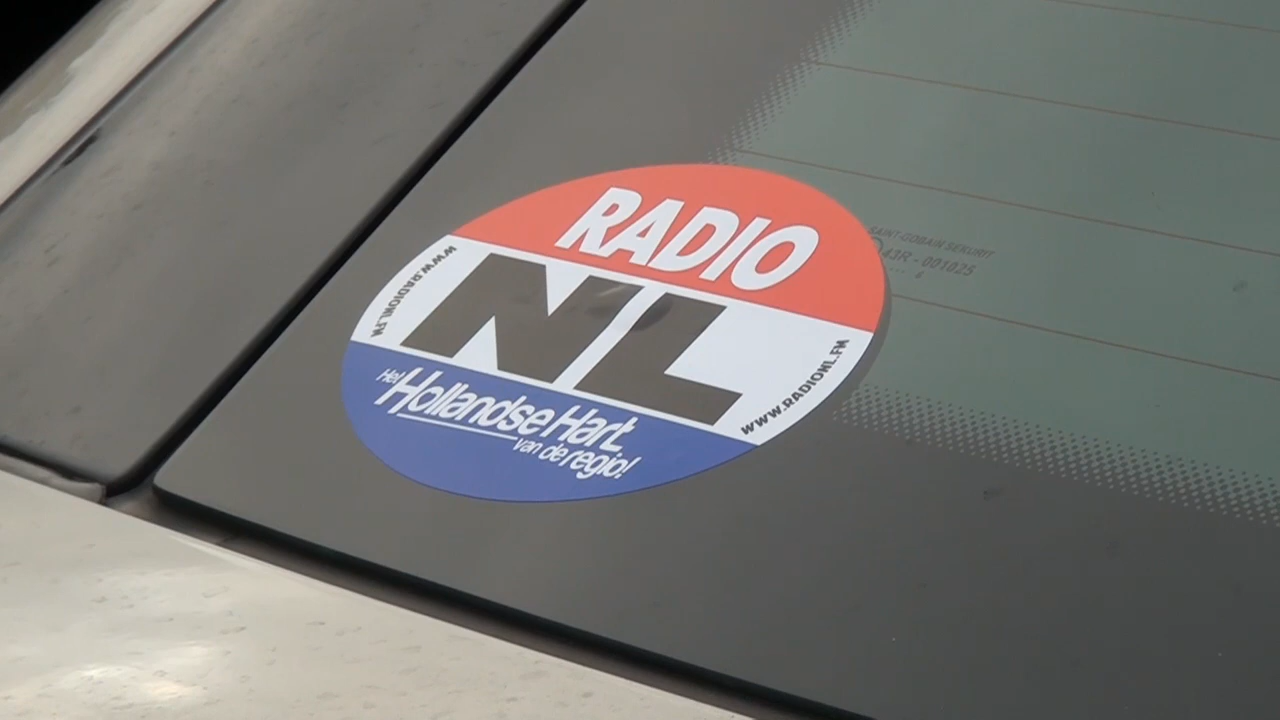 RADIO
NL
WWW.RADIONL.FM
WWW.RADIONL.FM
Het Hollandse Hart
van de regio!
SAINT-GOBAIN SEKURIT
43R - 001025